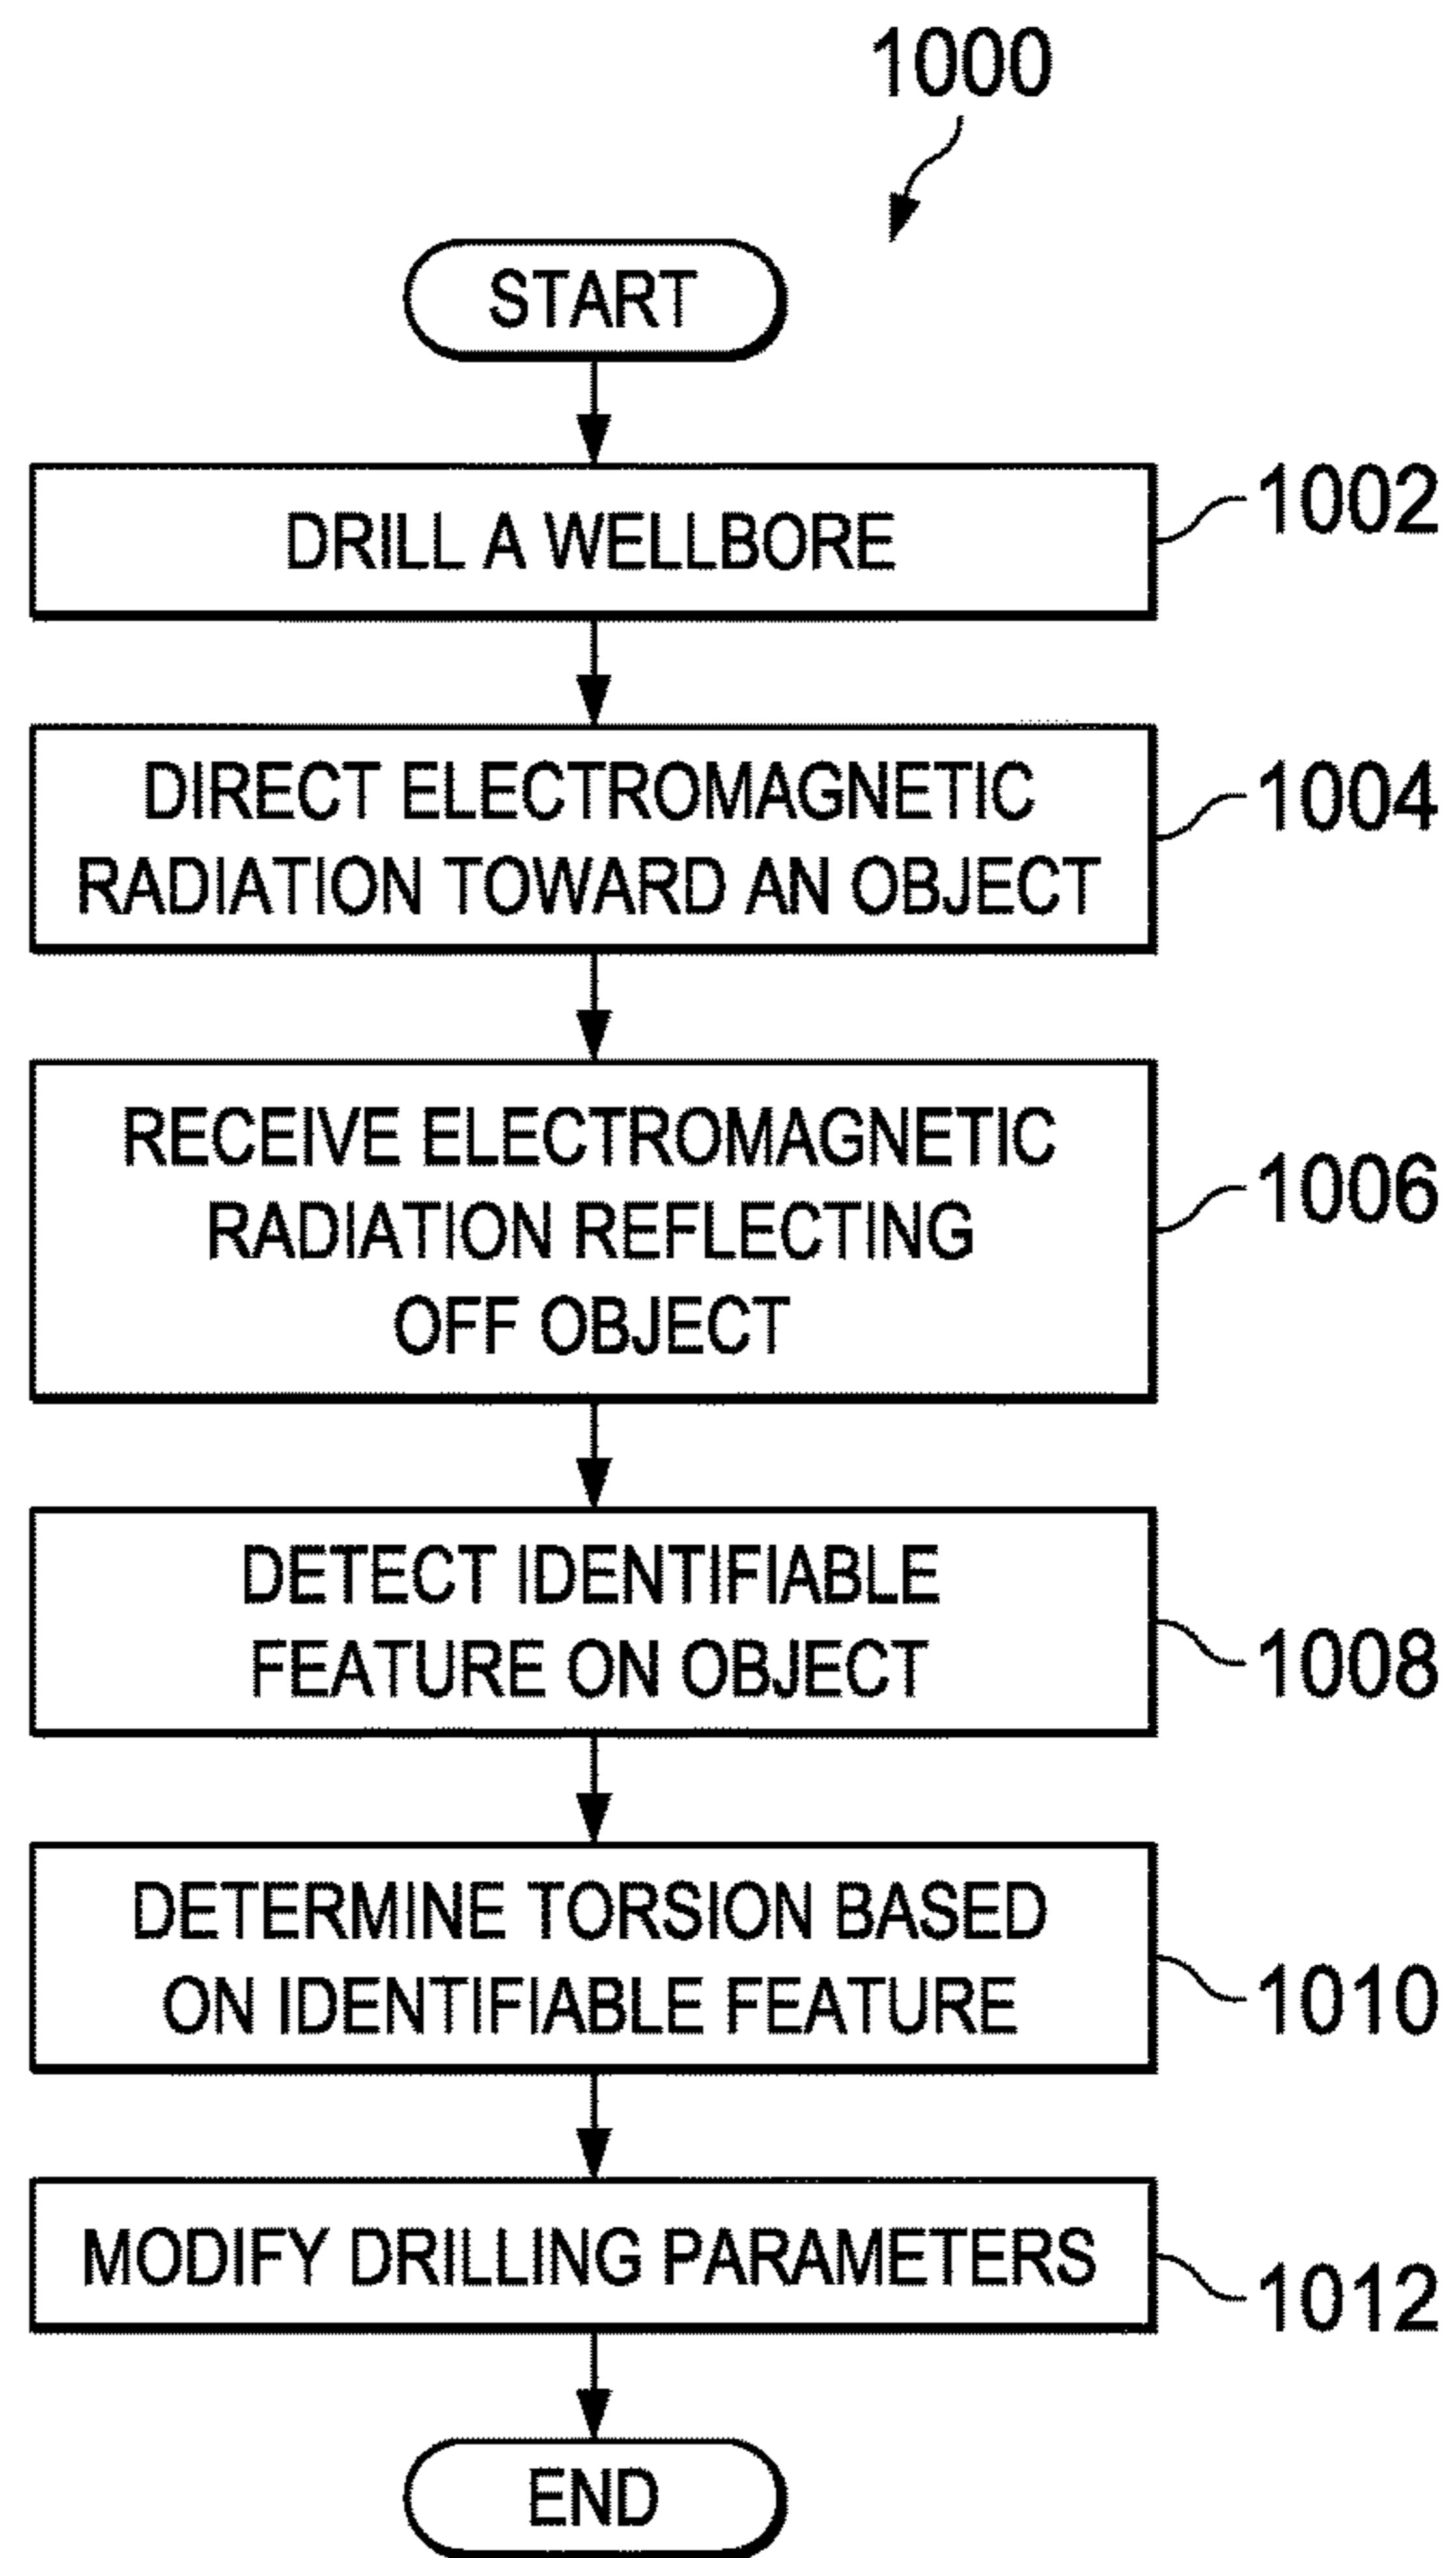 1000
START
DRILL A WELLBORE
1002
DIRECT ELECTROMAGNETIC
RADIATION TOWARD AN OBJECT
1004
RECEIVE ELECTROMAGNETIC
RADIATION REFLECTING
OFF OBJECT
1006
DETECT IDENTIFIABLE
FEATURE ON OBJECT
1008
DETERMINE TORSION BASED
ON IDENTIFIABLE FEATURE
1010
MODIFY DRILLING PARAMETERS
1012
END